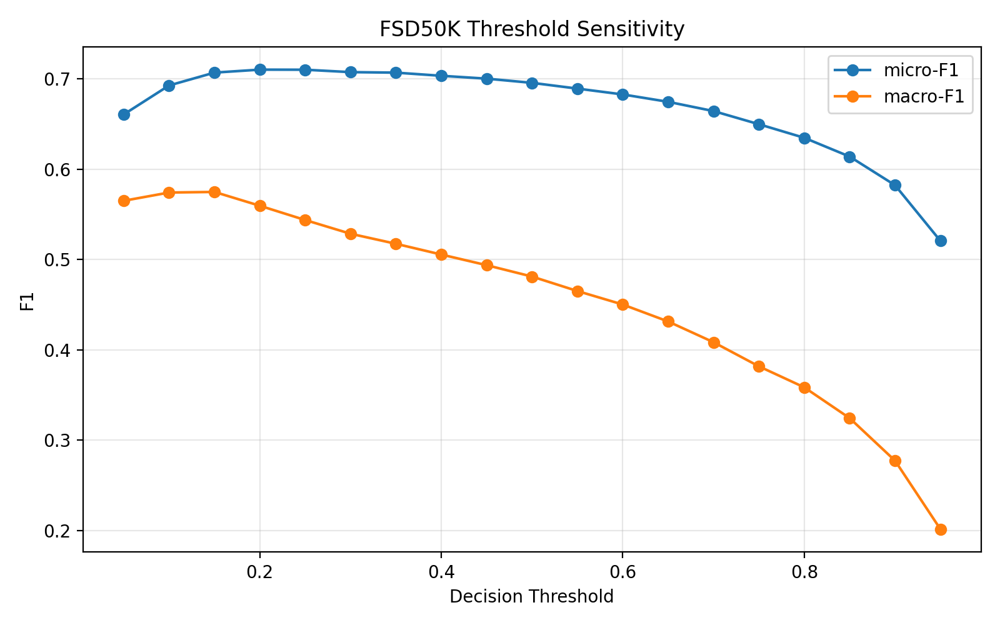 FSD50K Threshold Sensitivity
micro-F1
macro-F1
0.7
0.6
0.5
0.4
0.3
0.2
F1
0.2 0.4 0.6 0.8
Decision Threshold